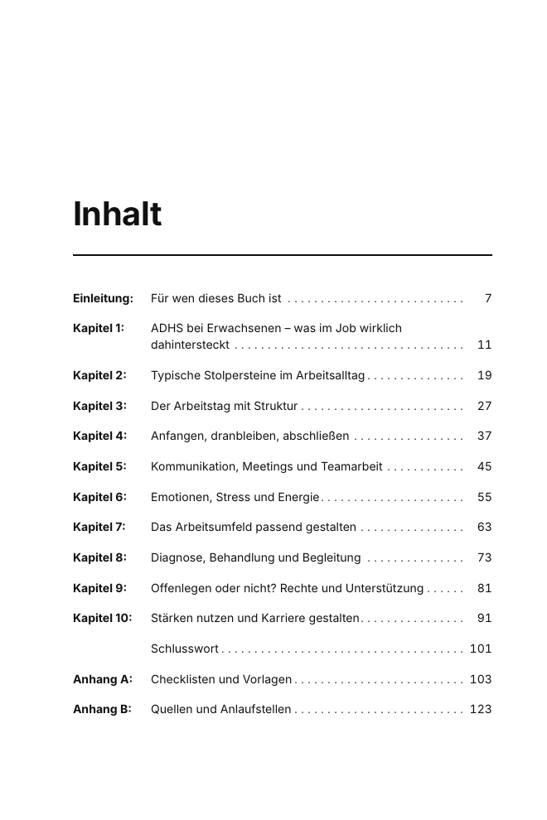 Inhalt
Einleitung: Für wen dieses Buch ist . . . . . . . . . . . . . . . . . . . . . . . . . . . 7
Kapitel 1: ADHS bei Erwachsenen – was im Job wirklich
dahintersteckt . . . . . . . . . . . . . . . . . . . . . . . . . . . . . . . . . . . 11
Kapitel 2: Typische Stolpersteine im Arbeitsalltag . . . . . . . . . . . . . . . 19
Kapitel 3: Der Arbeitstag mit Struktur . . . . . . . . . . . . . . . . . . . . . . . . . 27
Kapitel 4: Anfangen, dranbleiben, abschließen . . . . . . . . . . . . . . . . . 37
Kapitel 5: Kommunikation, Meetings und Teamarbeit . . . . . . . . . . . . 45
Kapitel 6: Emotionen, Stress und Energie . . . . . . . . . . . . . . . . . . . . . . 55
Kapitel 7: Das Arbeitsumfeld passend gestalten . . . . . . . . . . . . . . . . 63
Kapitel 8: Diagnose, Behandlung und Begleitung . . . . . . . . . . . . . . . 73
Kapitel 9: Offenlegen oder nicht? Rechte und Unterstützung . . . . . . 81
Kapitel 10: Stärken nutzen und Karriere gestalten . . . . . . . . . . . . . . . . 91
Schlusswort . . . . . . . . . . . . . . . . . . . . . . . . . . . . . . . . . . . . . 101
Anhang A: Checklisten und Vorlagen . . . . . . . . . . . . . . . . . . . . . . . . . . 103
Anhang B: Quellen und Anlaufstellen . . . . . . . . . . . . . . . . . . . . . . . . . . 123